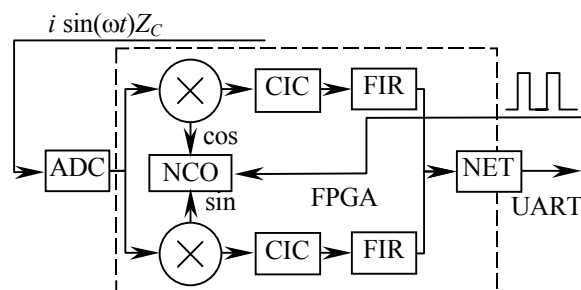 i sin(ωt)Z_C
CIC
FIR
cos
ADC
NCO
NET
sin
FPGA
UART
CIC
FIR